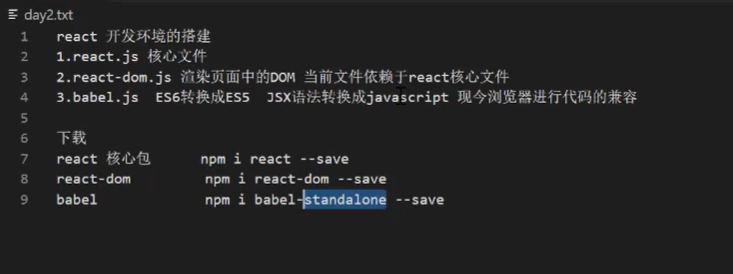 day2.txt
1 react 开发环境的搭建
2 1.react.js 核心文件
3 2.react-dom.js 渲染页面中的DOM 当前文件依赖于react核心文件
4 3.babel.js ES6转换成ES5 JSX语法转换成javascript 现今浏览器进行代码的兼容
5
6 下载
7 react 核心包 npm i react --save
8 react-dom npm i react-dom --save
9 babel npm i babel-standalone --save